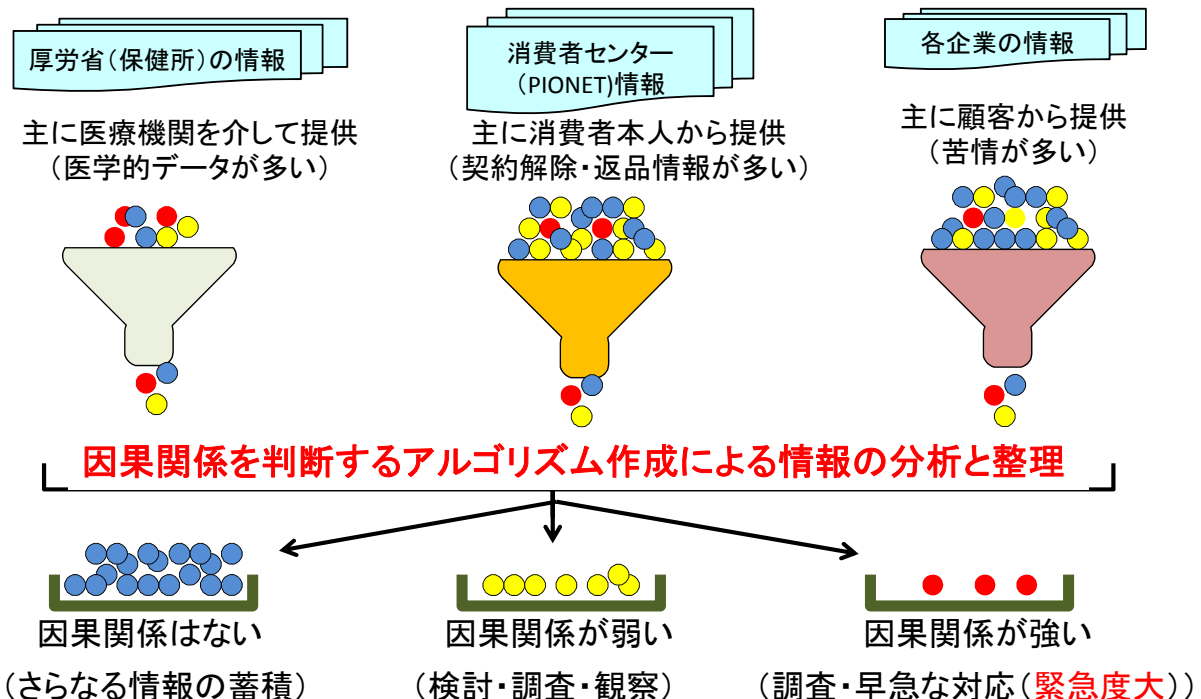 厚労省(保健所)の情報
消費者センター
(PIONET)情報
各企業の情報
主に医療機関を介して提供
(医学的データが多い)
主に消費者本人から提供
(契約解除・返品情報が多い)
主に顧客から提供
(苦情が多い)
因果関係を判断するアルゴリズム作成による情報の分析と整理
因果関係はない
(さらなる情報の蓄積)
因果関係が弱い
(検討・調査・観察)
因果関係が強い
(調査・早急な対応(緊急度大))